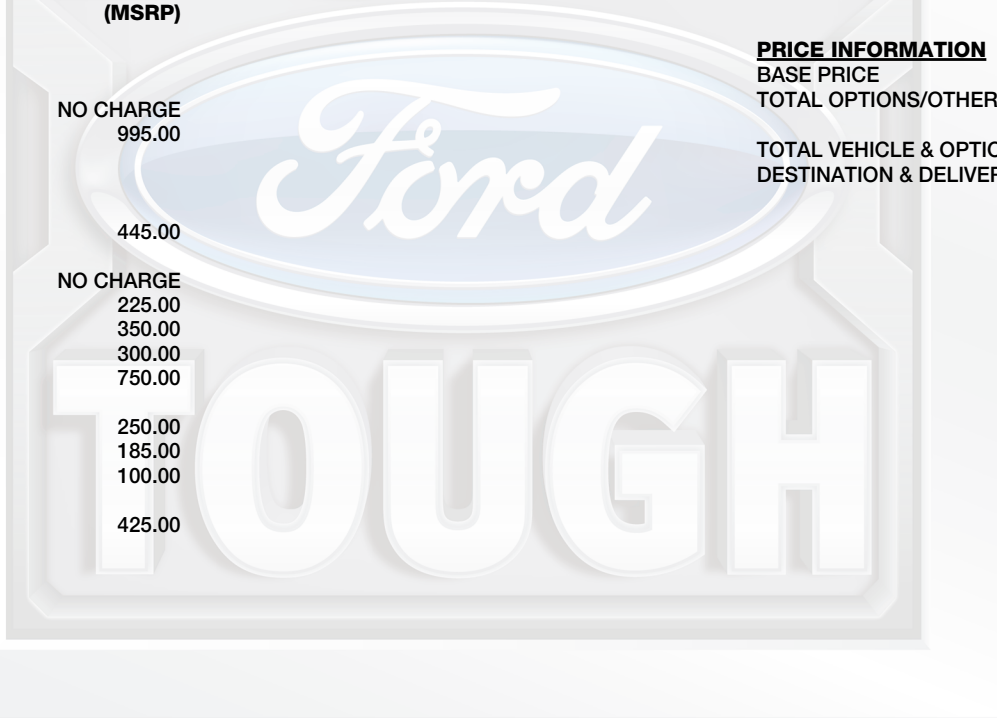 (MSRP)
NO CHARGE
995.00
445.00
NO CHARGE
225.00
350.00
300.00
750.00
250.00
185.00
100.00
425.00
PRICE INFORMATION
BASE PRICE
TOTAL OPTIONS/OTHER
TOTAL VEHICLE & OPTIO
DESTINATION & DELIVER
Ford
TOUGH